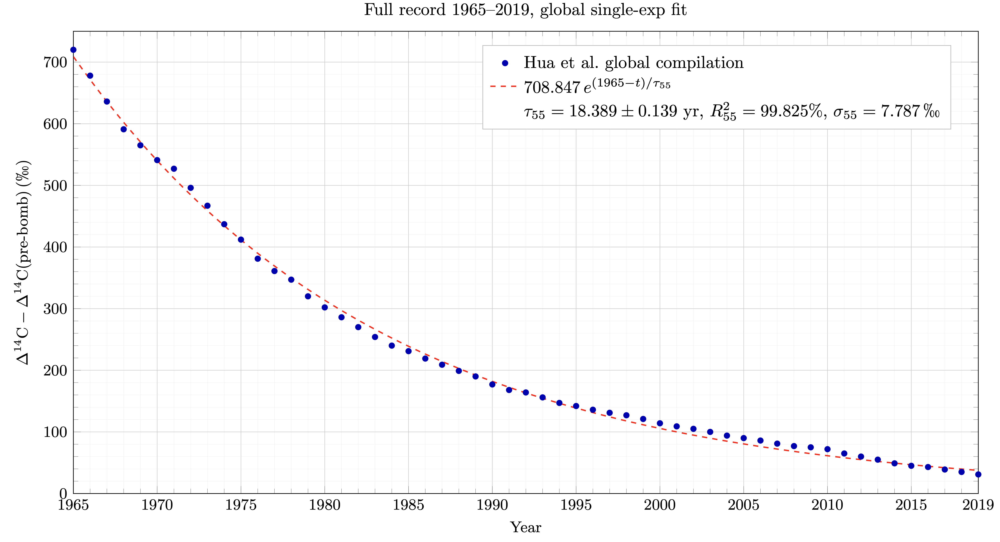 Full record 1965–2019, global single-exp fit
Δ¹⁴C − Δ¹⁴C(pre-bomb) (‰)
700
600
500
400
300
200
100
0
Hua et al. global compilation
708.847 e^(1965−t)/τ₅₅
τ₅₅ = 18.389 ± 0.139 yr, R²₅₅ = 99.825%, σ₅₅ = 7.787 ‰
1965 1970 1975 1980 1985 1990 1995 2000 2005 2010 2015 2019
Year